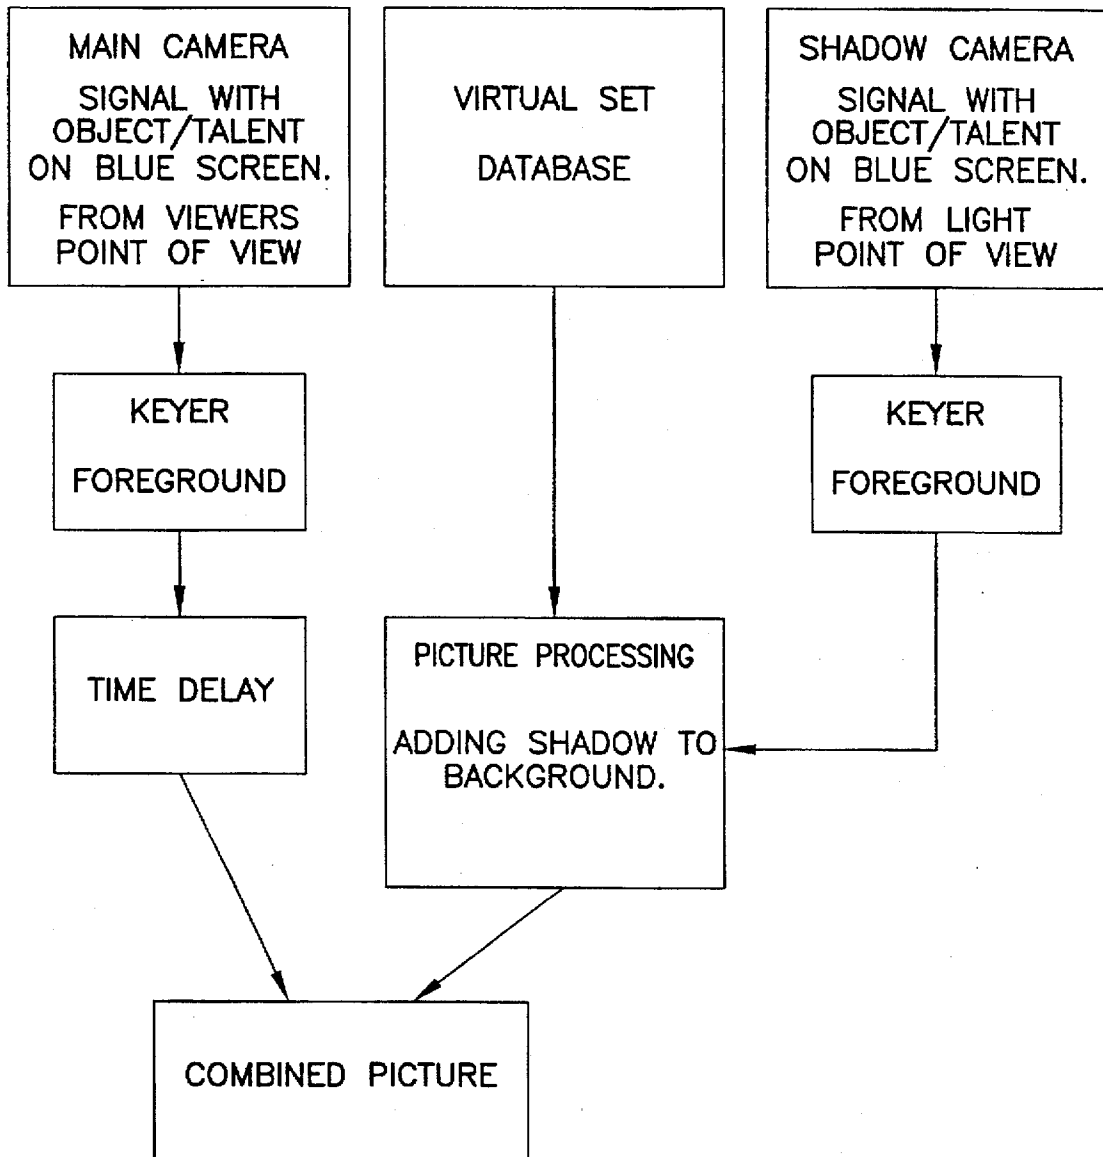 MAIN CAMERA
SIGNAL WITH
OBJECT/TALENT
ON BLUE SCREEN.
FROM VIEWERS
POINT OF VIEW
VIRTUAL SET
DATABASE
SHADOW CAMERA
SIGNAL WITH
OBJECT/TALENT
ON BLUE SCREEN.
FROM LIGHT
POINT OF VIEW
KEYER
FOREGROUND
KEYER
FOREGROUND
TIME DELAY
PICTURE PROCESSING
ADDING SHADOW TO
BACKGROUND.
COMBINED PICTURE